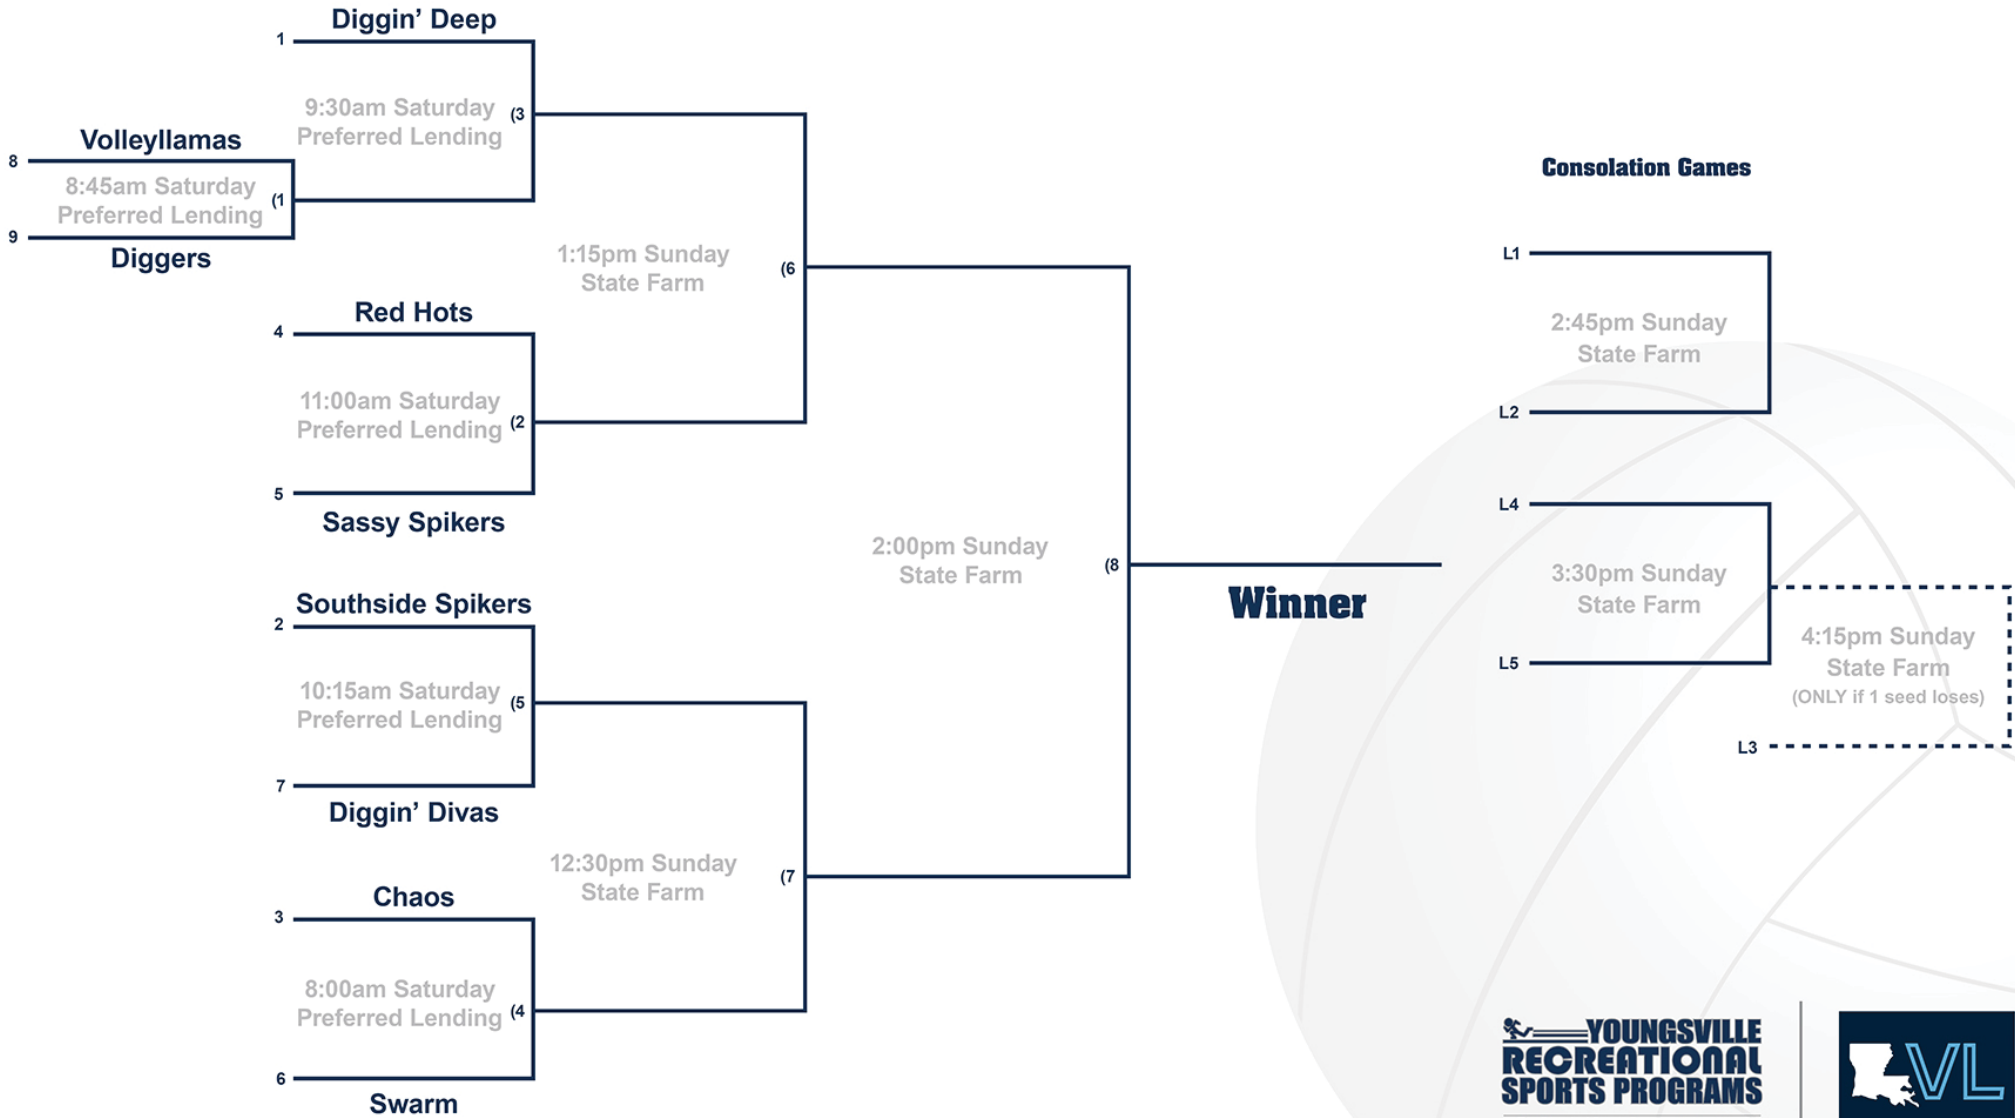 Diggin' Deep
1
9:30am Saturday
Preferred Lending
(3
Volleyllamas
8
8:45am Saturday
Preferred Lending
(1
9
Diggers
1:15pm Sunday
State Farm
(6
Red Hots
4
11:00am Saturday
Preferred Lending
(2
5
Sassy Spikers
2:00pm Sunday
State Farm
(8
Winner
Southside Spikers
2
10:15am Saturday
Preferred Lending
(5
7
Diggin' Divas
12:30pm Sunday
State Farm
(7
Chaos
3
8:00am Saturday
Preferred Lending
(4
6
Swarm
Consolation Games
L1
2:45pm Sunday
State Farm
L2
L4
3:30pm Sunday
State Farm
L5
4:15pm Sunday
State Farm
(ONLY if 1 seed loses)
L3
YOUNGSVILLE
RECREATIONAL
SPORTS PROGRAMS
VL